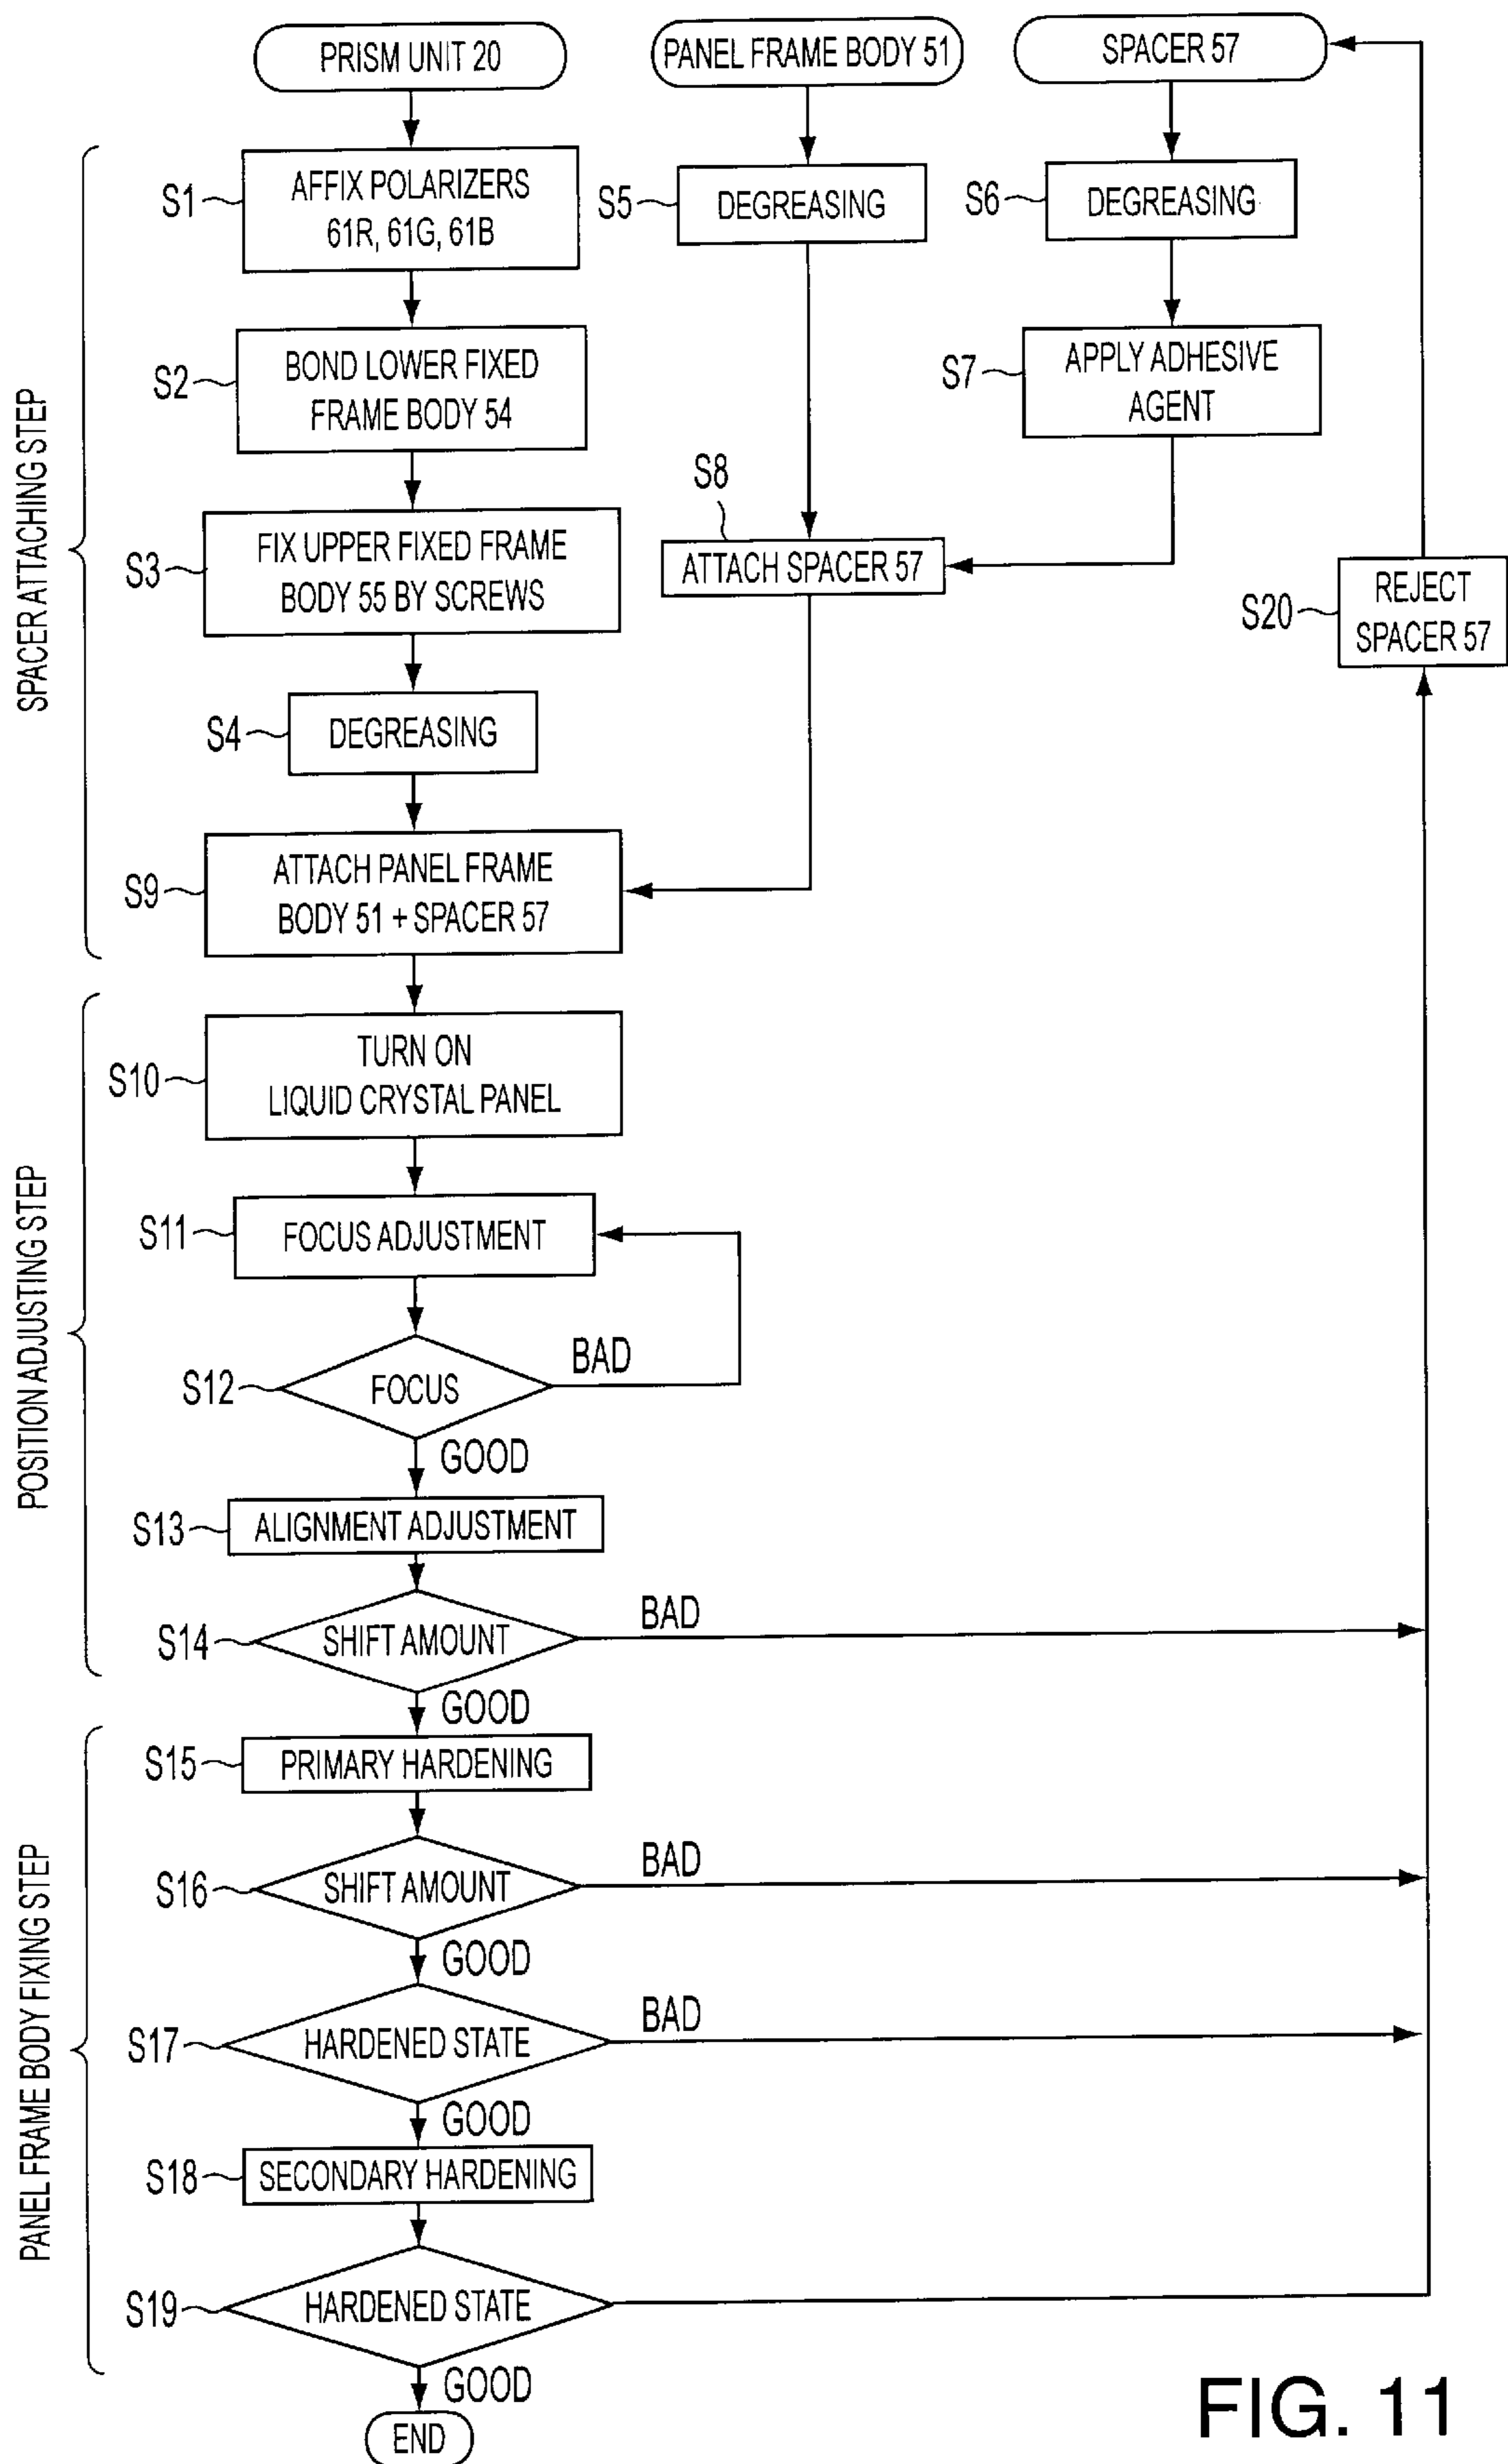 PRISM UNIT 20
PANEL FRAME BODY 51
SPACER 57
SPACER ATTACHING STEP
S1
AFFIX POLARIZERS
61R, 61G, 61B
S5
DEGREASING
S6
DEGREASING
S2
BOND LOWER FIXED
FRAME BODY 54
S7
APPLY ADHESIVE
AGENT
S3
FIX UPPER FIXED FRAME
BODY 55 BY SCREWS
S8
ATTACH SPACER 57
S20
REJECT
SPACER 57
S4
DEGREASING
S9
ATTACH PANEL FRAME
BODY 51 + SPACER 57
POSITION ADJUSTING STEP
S10
TURN ON
LIQUID CRYSTAL PANEL
S11
FOCUS ADJUSTMENT
S12
FOCUS
BAD
GOOD
S13
ALIGNMENT ADJUSTMENT
S14
SHIFT AMOUNT
BAD
GOOD
PANEL FRAME BODY FIXING STEP
S15
PRIMARY HARDENING
S16
SHIFT AMOUNT
BAD
GOOD
S17
HARDENED STATE
BAD
GOOD
S18
SECONDARY HARDENING
S19
HARDENED STATE
GOOD
END
FIG. 11